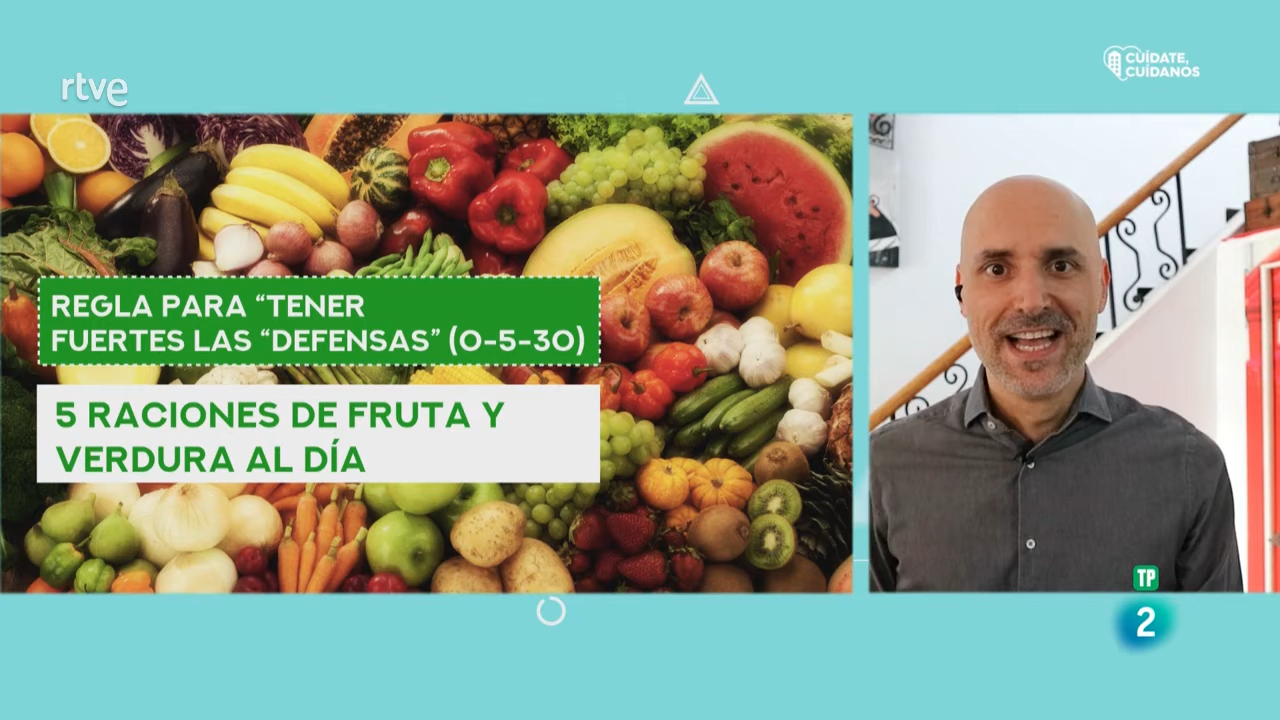 rtve
CUÍDATE,
CUÍDANOS
REGLA PARA “TENER
FUERTES LAS “DEFENSAS” (0-5-30)
5 RACIONES DE FRUTA Y
VERDURA AL DÍA
TP
2